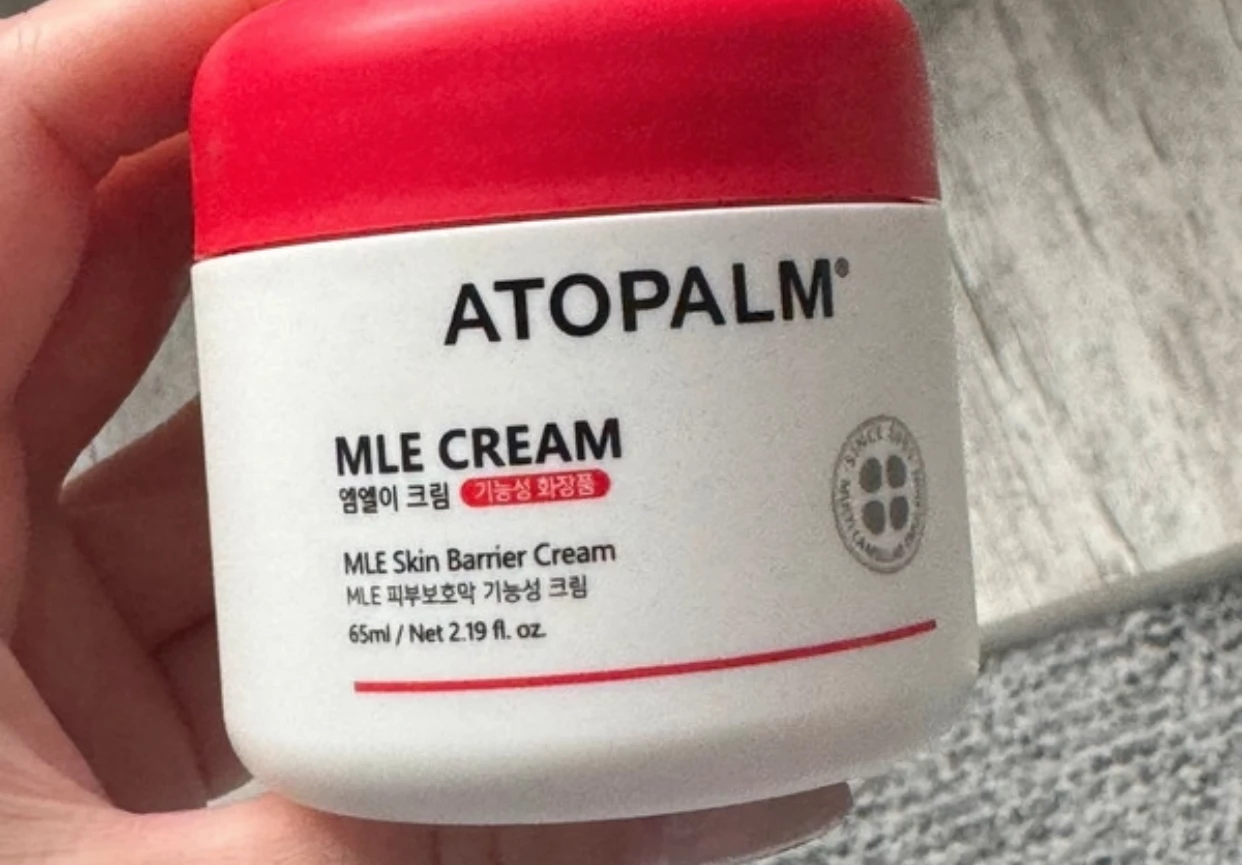 ATOPALM®
MLE CREAM
엠엘이 크림 기능성 화장품
MLE Skin Barrier Cream
MLE 피부보호막 기능성 크림
65ml / Net 2.19 fl. oz.
SINCE